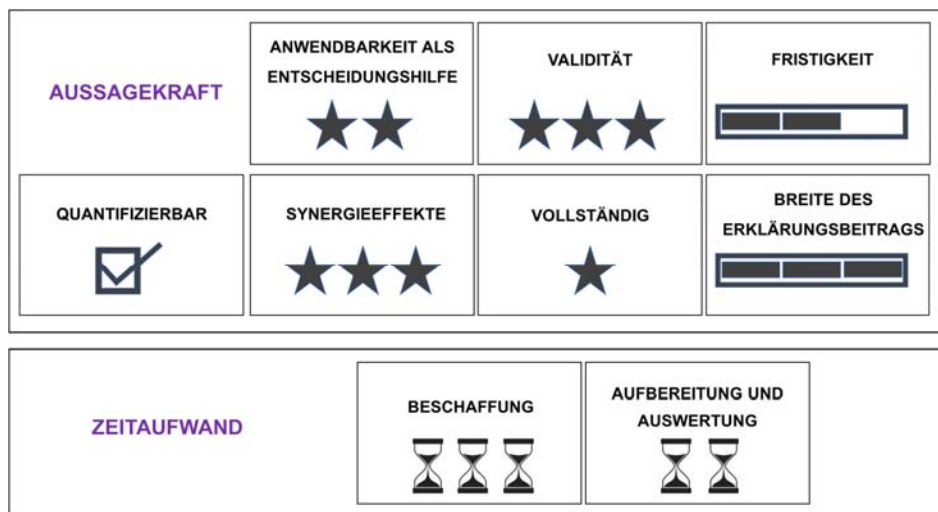 AUSSAGEKRAFT
ANWENDBARKEIT ALS
ENTSCHEIDUNGSHILFE
VALIDITÄT
FRISTIGKEIT
QUANTIFIZIERBAR
SYNERGIEEFFEKTE
VOLLSTÄNDIG
BREITE DES
ERKLÄRUNGSBEITRAGS
ZEITAUFWAND
BESCHAFFUNG
AUFBEREITUNG UND
AUSWERTUNG